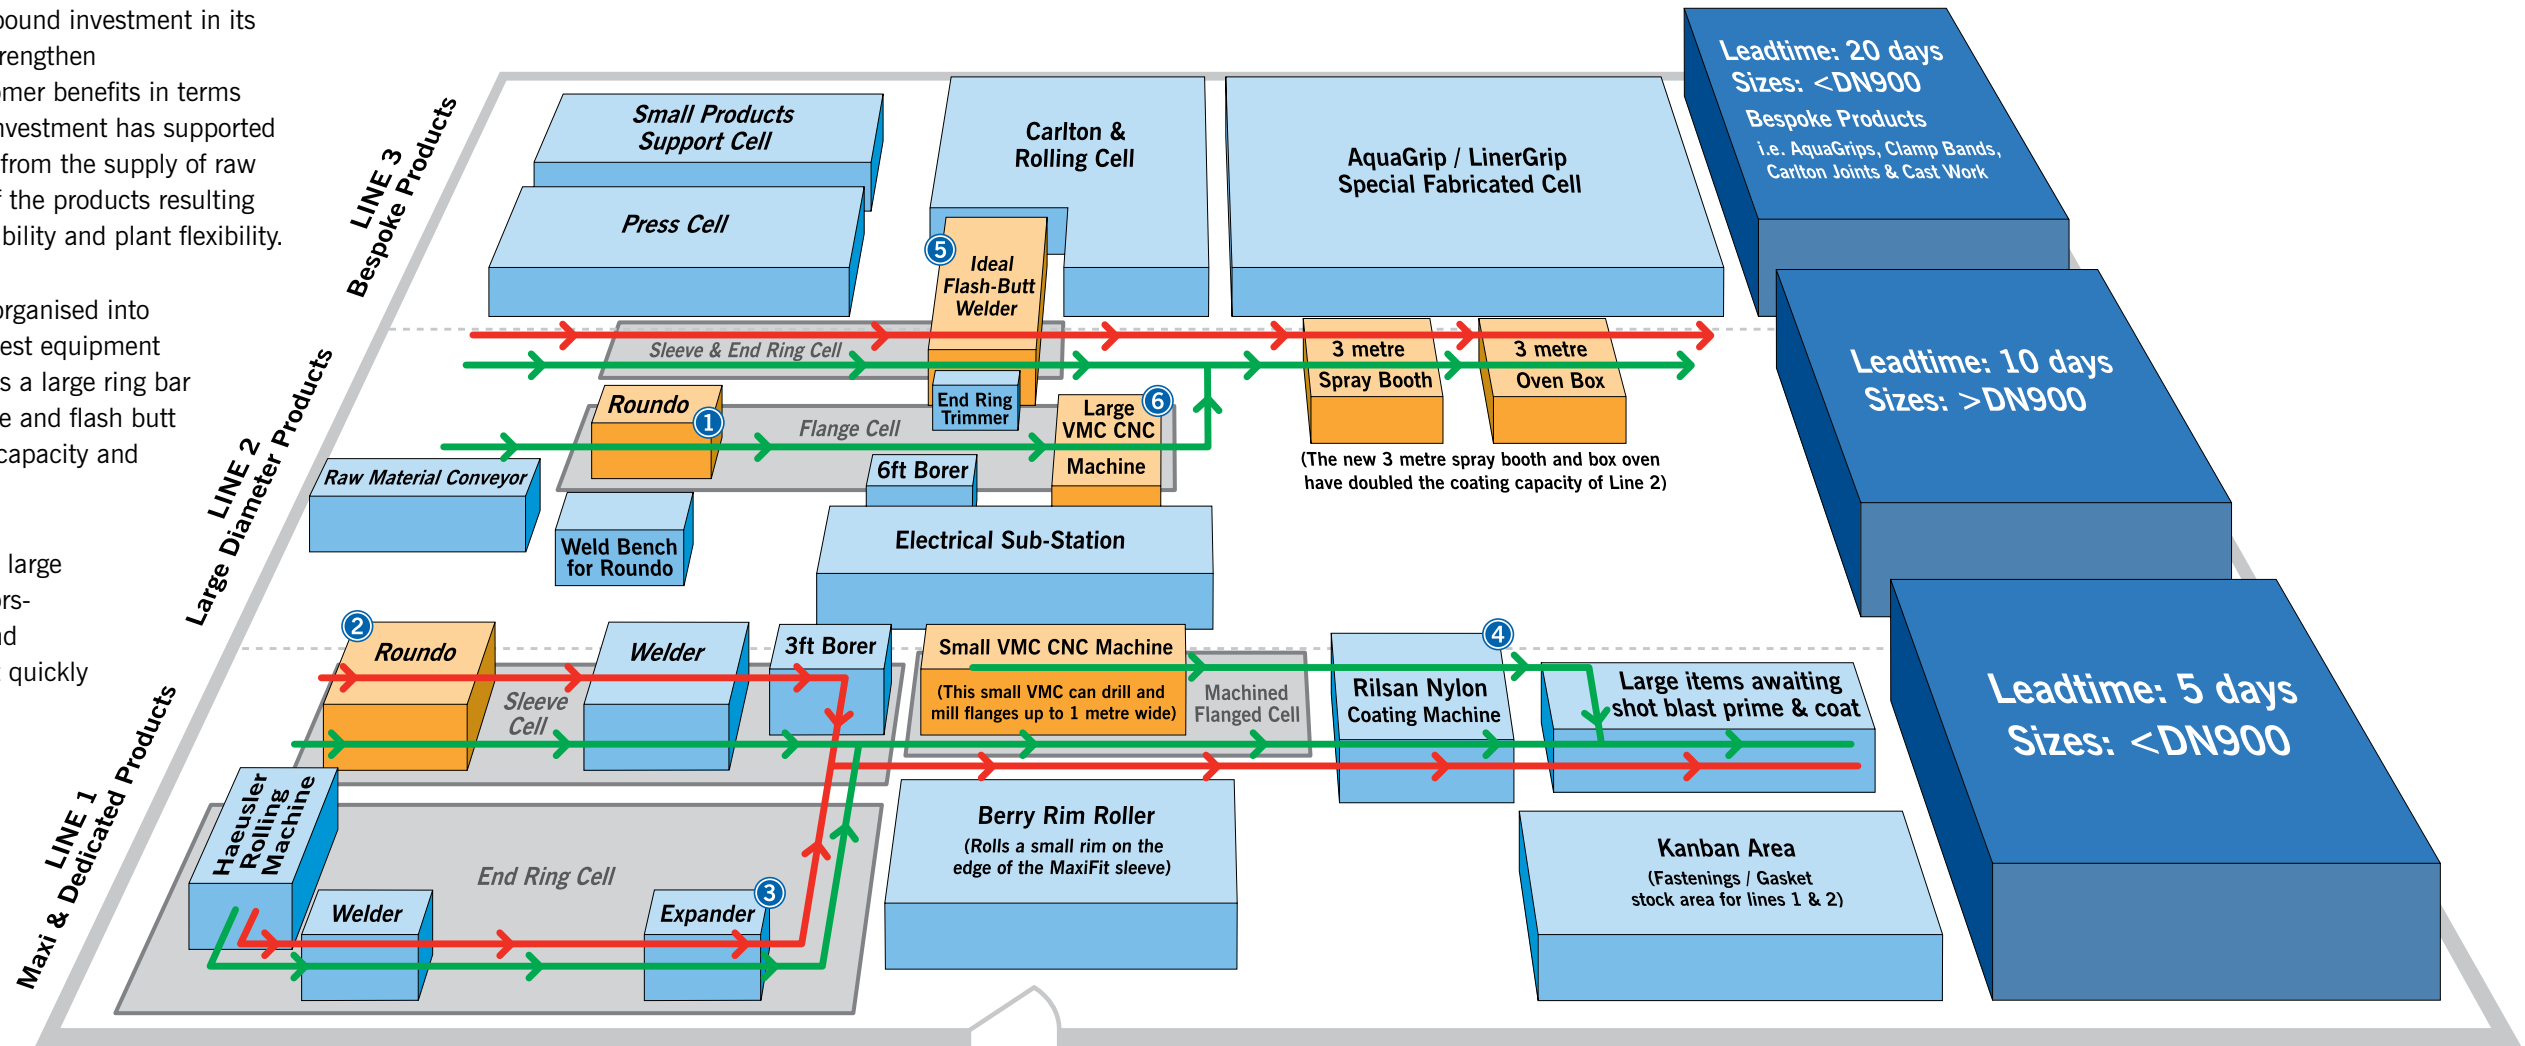 bound investment in its
trengthen
omer benefits in terms
nvestment has supported
from the supply of raw
f the products resulting
bility and plant flexibility.
organised into
est equipment
s a large ring bar
e and flash butt
capacity and
large
ors-
nd
t quickly
LINE 3
Bespoke Products
LINE 2
Large Diameter Products
LINE 1
Maxi & Dedicated Products
Small Products
Support Cell
Press Cell
Carlton &
Rolling Cell
AquaGrip / LinerGrip
Special Fabricated Cell
Leadtime: 20 days
Sizes: <DN900
Bespoke Products
i.e. AquaGrips, Clamp Bands,
Carlton Joints & Cast Work
5
Ideal
Flash-Butt
Welder
Sleeve & End Ring Cell
3 metre
Spray Booth
3 metre
Oven Box
(The new 3 metre spray booth and box oven
have doubled the coating capacity of Line 2)
Leadtime: 10 days
Sizes: >DN900
Roundo
1
Flange Cell
End Ring
Trimmer
6
Large
VMC CNC
Machine
Raw Material Conveyor
6ft Borer
Weld Bench
for Roundo
Electrical Sub-Station
2
Roundo
Sleeve
Cell
Welder
3ft Borer
Small VMC CNC Machine
(This small VMC can drill and
mill flanges up to 1 metre wide)
Machined
Flanged Cell
4
Rilsan Nylon
Coating Machine
Large items awaiting
shot blast prime & coat
Leadtime: 5 days
Sizes: <DN900
Haeusler
Rolling
Machine
End Ring Cell
Welder
Expander
3
Berry Rim Roller
(Rolls a small rim on the
edge of the MaxiFit sleeve)
Kanban Area
(Fastenings / Gasket
stock area for lines 1 & 2)